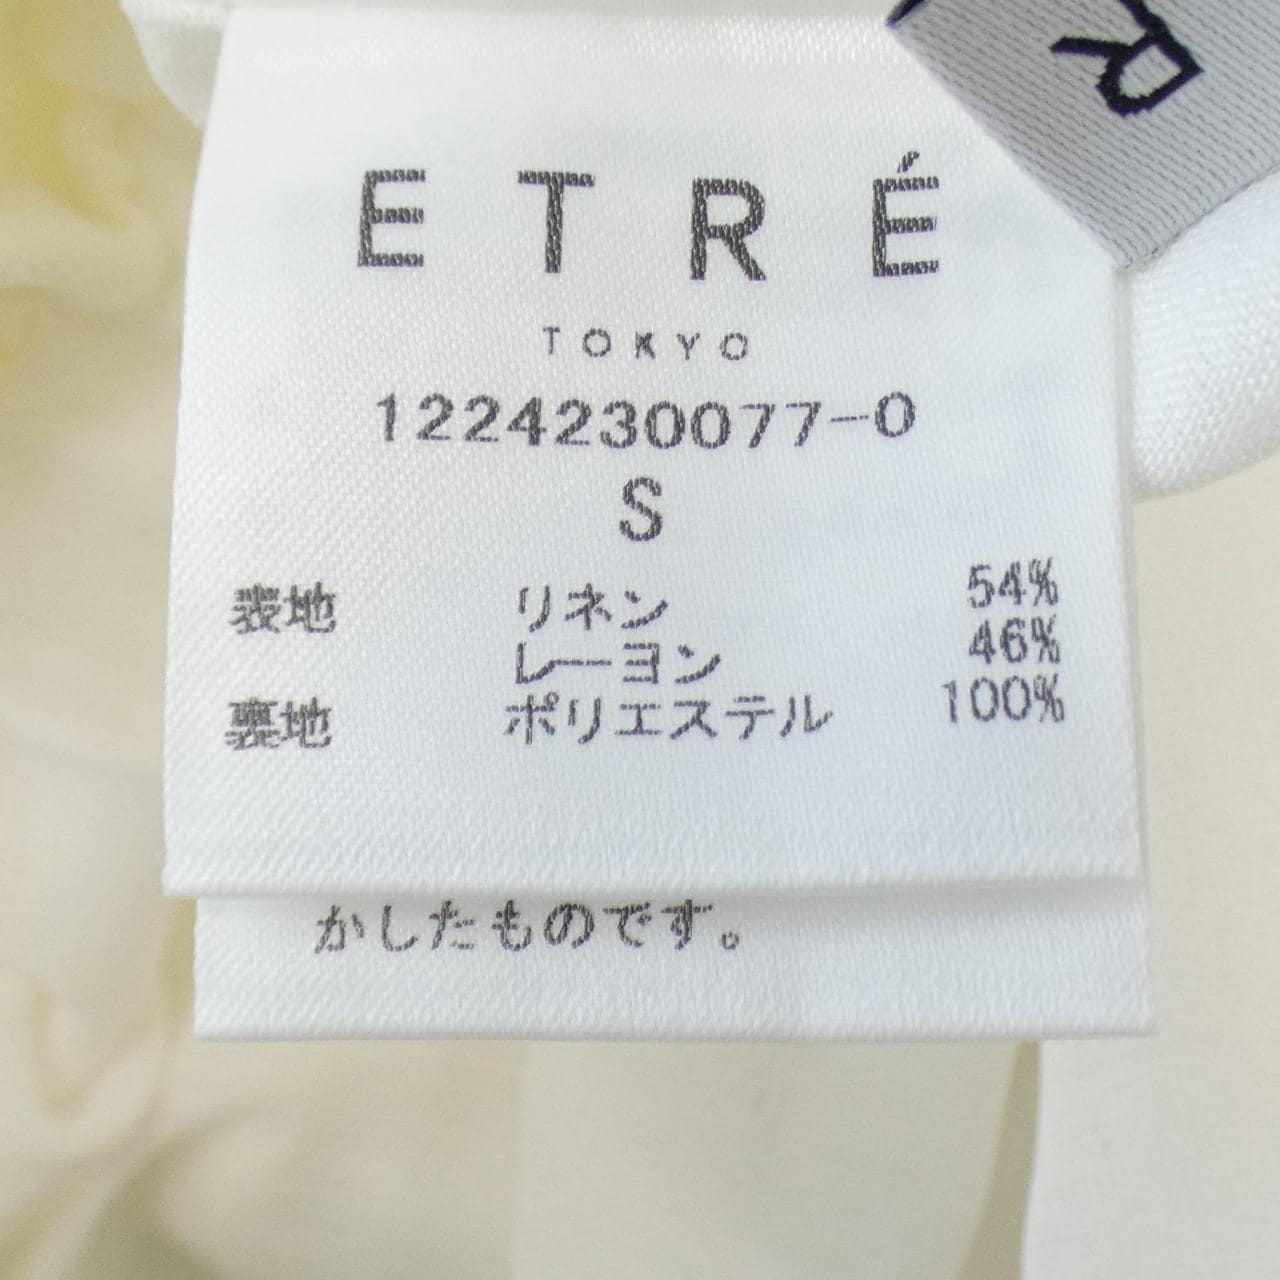 R
ETRÉ
TOKYO
1224230077-0
S
表地 リネン 54%
レーヨン 46%
裏地 ポリエステル 100%
かしたものです。